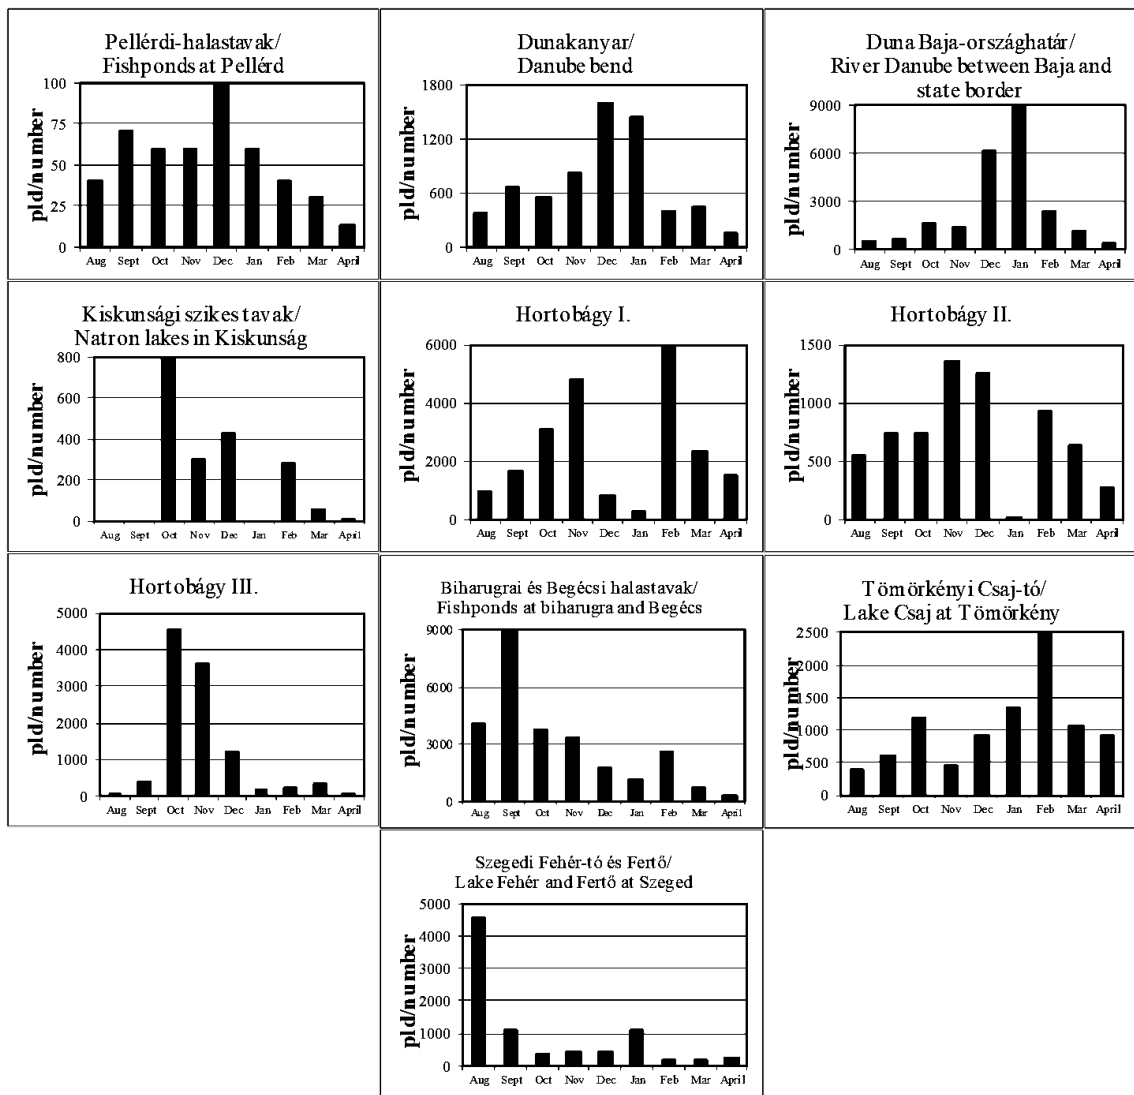 Pellérdi-halastavak/
Fishponds at Pellérd
pld/number
100
75
50
25
0
Aug Sept Oct Nov Dec Jan Feb Mar April
Dunakanyar/
Danube bend
pld/number
1800
1200
600
0
Aug Sept Oct Nov Dec Jan Feb Mar April
Duna Baja-országhatár/
River Danube between Baja and
state border
pld/number
9000
6000
3000
0
Aug Sept Oct Nov Dec Jan Feb Mar April
Kiskunsági szikes tavak/
Natron lakes in Kiskunság
pld/number
800
600
400
200
0
Aug Sept Oct Nov Dec Jan Feb Mar April
Hortobágy I.
pld/number
6000
4000
2000
0
Aug Sept Oct Nov Dec Jan Feb Mar April
Hortobágy II.
pld/number
1500
1000
500
0
Aug Sept Oct Nov Dec Jan Feb Mar April
Hortobágy III.
pld/number
5000
4000
3000
2000
1000
0
Aug Sept Oct Nov Dec Jan Feb Mar April
Biharugrai és Begécsi halastavak/
Fishponds at biharugra and Begécs
pld/number
9000
6000
3000
0
Aug Sept Oct Nov Dec Jan Feb Mar April
Tömörkényi Csaj-tó/
Lake Csaj at Tömörkény
pld/number
2500
2000
1500
1000
500
0
Aug Sept Oct Nov Dec Jan Feb Mar April
Szegedi Fehér-tó és Fertő/
Lake Fehér and Fertő at Szeged
pld/number
5000
4000
3000
2000
1000
0
Aug Sept Oct Nov Dec Jan Feb Mar April